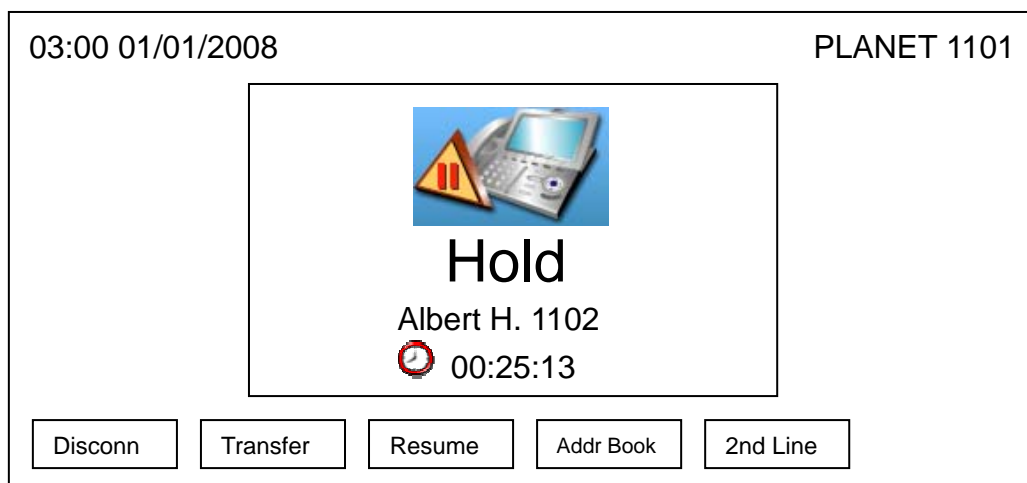 03:00 01/01/2008 PLANET 1101
Hold
Albert H. 1102
00:25:13
Disconn Transfer Resume Addr Book 2nd Line